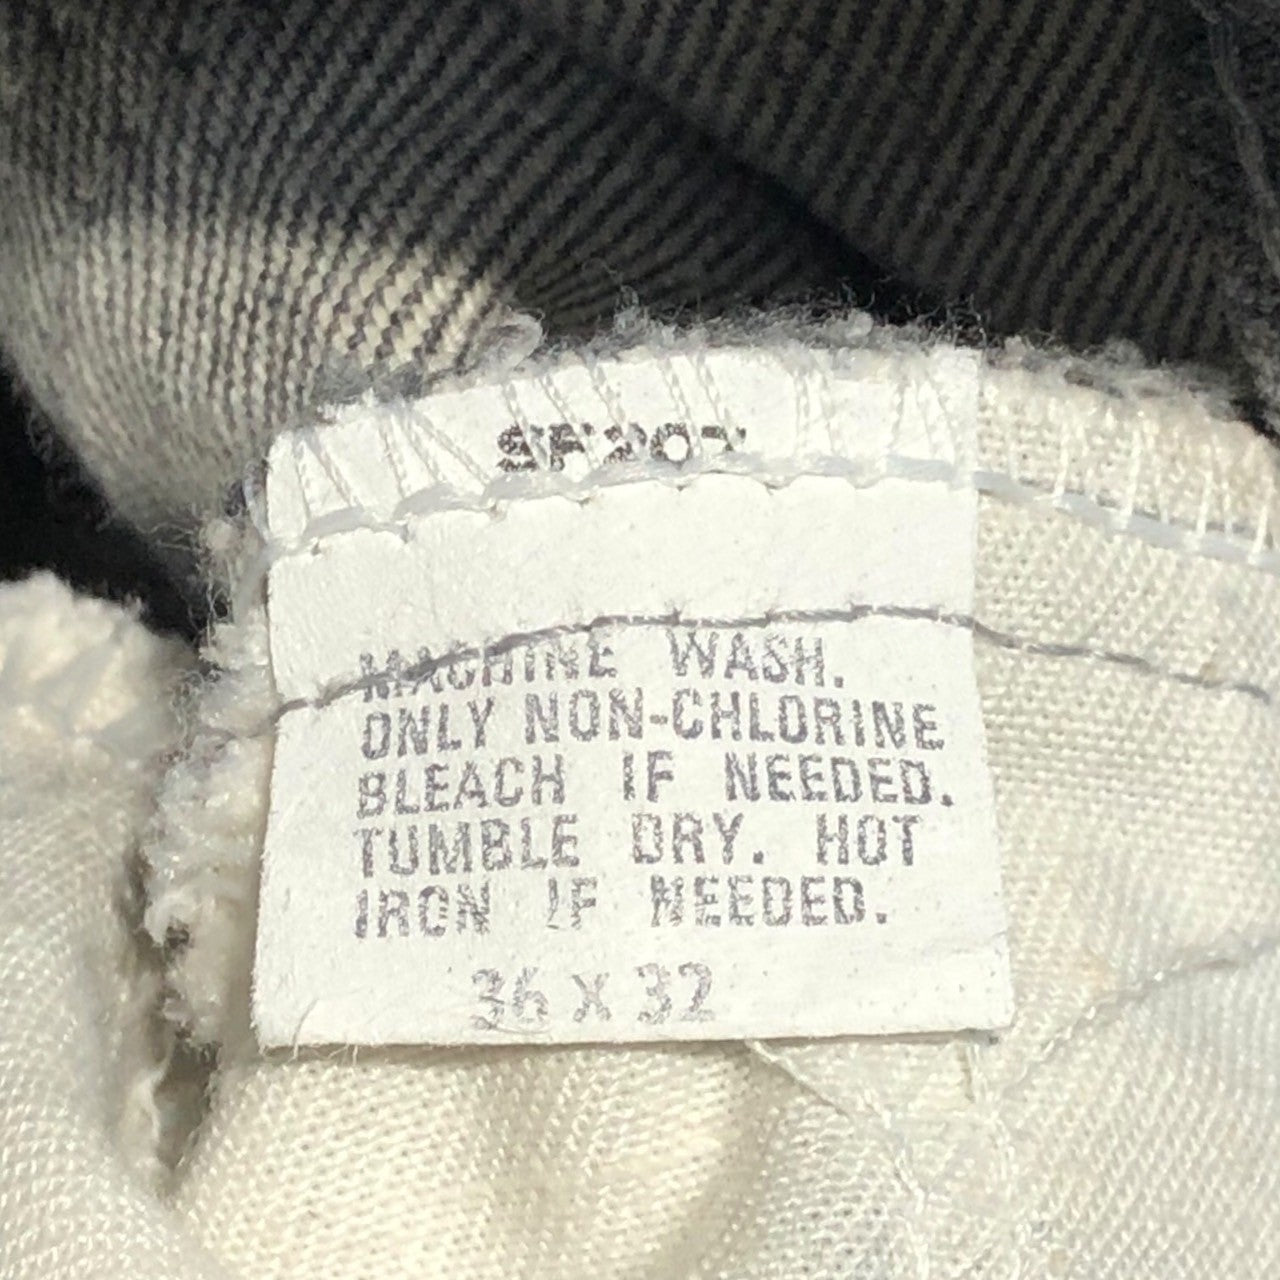 SF207
MACHINE WASH.
ONLY NON-CHLORINE
BLEACH IF NEEDED.
TUMBLE DRY. HOT
IRON IF NEEDED.
36 X 32